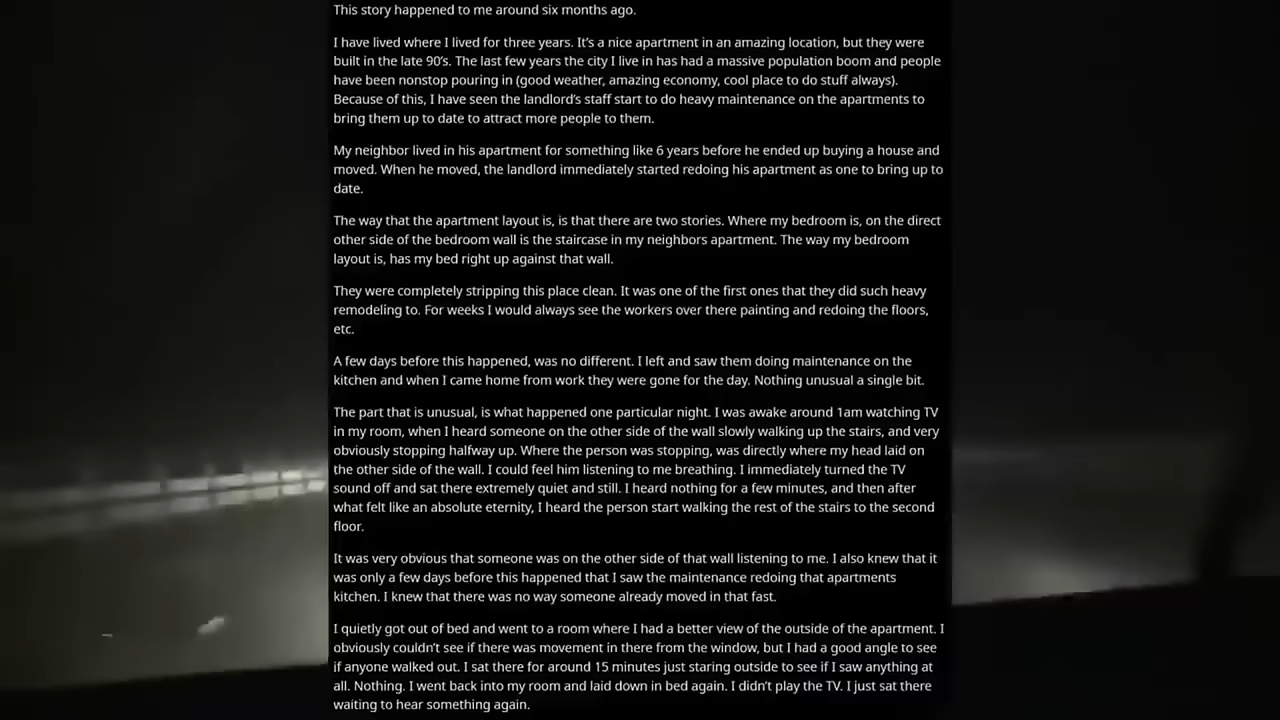 This story happened to me around six months ago.
I have lived where I lived for three years. It's a nice apartment in an amazing location, but they were
built in the late 90's. The last few years the city I live in has had a massive population boom and people
have been nonstop pouring in (good weather, amazing economy, cool place to do stuff always).
Because of this, I have seen the landlord's staff start to do heavy maintenance on the apartments to
bring them up to date to attract more people to them.
My neighbor lived in his apartment for something like 6 years before he ended up buying a house and
moved. When he moved, the landlord immediately started redoing his apartment as one to bring up to
date.
The way that the apartment layout is, is that there are two stories. Where my bedroom is, on the direct
other side of the bedroom wall is the staircase in my neighbors apartment. The way my bedroom
layout is, has my bed right up against that wall.
They were completely stripping this place clean. It was one of the first ones that they did such heavy
remodeling to. For weeks I would always see the workers over there painting and redoing the floors,
etc.
A few days before this happened, was no different. I left and saw them doing maintenance on the
kitchen and when I came home from work they were gone for the day. Nothing unusual a single bit.
The part that is unusual, is what happened one particular night. I was awake around 1am watching TV
in my room, when I heard someone on the other side of the wall slowly walking up the stairs, and very
obviously stopping halfway up. Where the person was stopping, was directly where my head laid on
the other side of the wall. I could feel him listening to me breathing. I immediately turned the TV
sound off and sat there extremely quiet and still. I heard nothing for a few minutes, and then after
what felt like an absolute eternity, I heard the person start walking the rest of the stairs to the second
floor.
It was very obvious that someone was on the other side of that wall listening to me. I also knew that it
was only a few days before this happened that I saw the maintenance redoing that apartments
kitchen. I knew that there was no way someone already moved in that fast.
I quietly got out of bed and went to a room where I had a better view of the outside of the apartment. I
obviously couldn't see if there was movement in there from the window, but I had a good angle to see
if anyone walked out. I sat there for around 15 minutes just staring outside to see if I saw anything at
all. Nothing. I went back into my room and laid down in bed again. I didn't play the TV. I just sat there
waiting to hear something again.